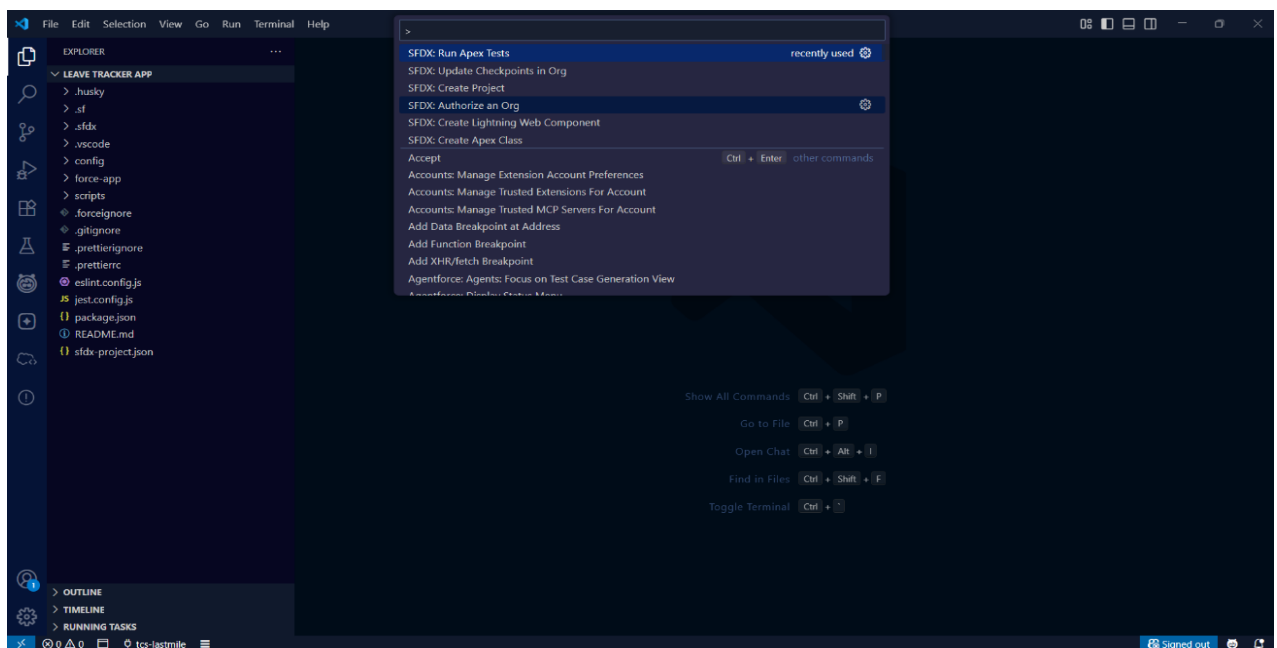 File Edit Selection View Go Run Terminal Help
EXPLORER ...
LEAVE TRACKER APP
.husky
.sf
.sfdx
.vscode
config
force-app
scripts
.forceignore
.gitignore
.prettierignore
.prettierrc
eslint.config.js
JS jest.config.js
{} package.json
README.md
{} sfdx-project.json
OUTLINE
TIMELINE
RUNNING TASKS
>
SFDX: Run Apex Tests recently used
SFDX: Update Checkpoints in Org
SFDX: Create Project
SFDX: Authorize an Org
SFDX: Create Lightning Web Component
SFDX: Create Apex Class
Accept Ctrl + Enter other commands
Accounts: Manage Extension Account Preferences
Accounts: Manage Trusted Extensions For Account
Accounts: Manage Trusted MCP Servers For Account
Add Data Breakpoint at Address
Add Function Breakpoint
Add XHR/fetch Breakpoint
Agentforce: Agents: Focus on Test Case Generation View
Agentforce: Display Status Menu
Show All Commands Ctrl + Shift + P
Go to File Ctrl + P
Open Chat Ctrl + Alt + I
Find in Files Ctrl + Shift + F
Toggle Terminal Ctrl + `
1
0 0 tcs-lastmile Signed out